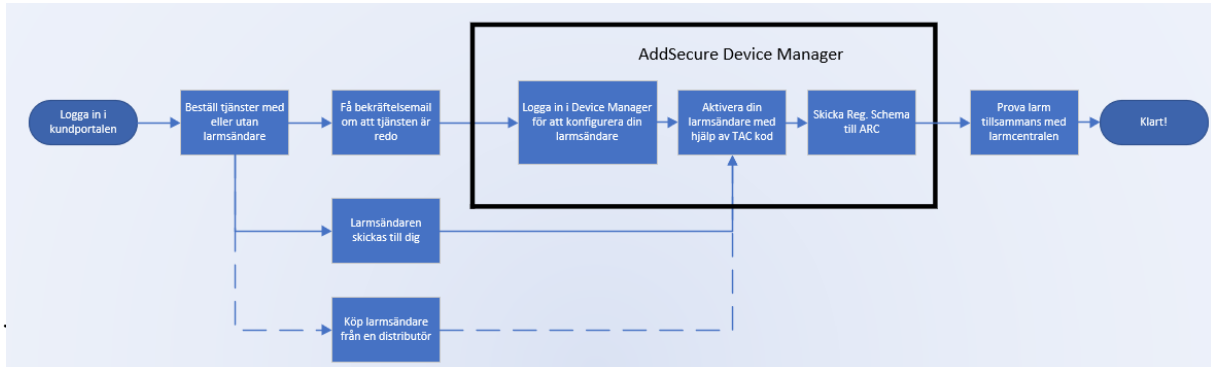 AddSecure Device Manager
Logga in i
kundportalen
Beställ tjänster med
eller utan
larmsändare
Få bekräftelsemail
om att tjänsten är
redo
Logga in i Device Manager
för att konfigurera din
larmsändare
Aktivera din
larmsändare med
hjälp av TAC kod
Skicka Reg. Schema
till ARC
Prova larm
tillsammans med
larmcentralen
Klart!
Larmsändaren
skickas till dig
Köp larmsändare
från en distributör